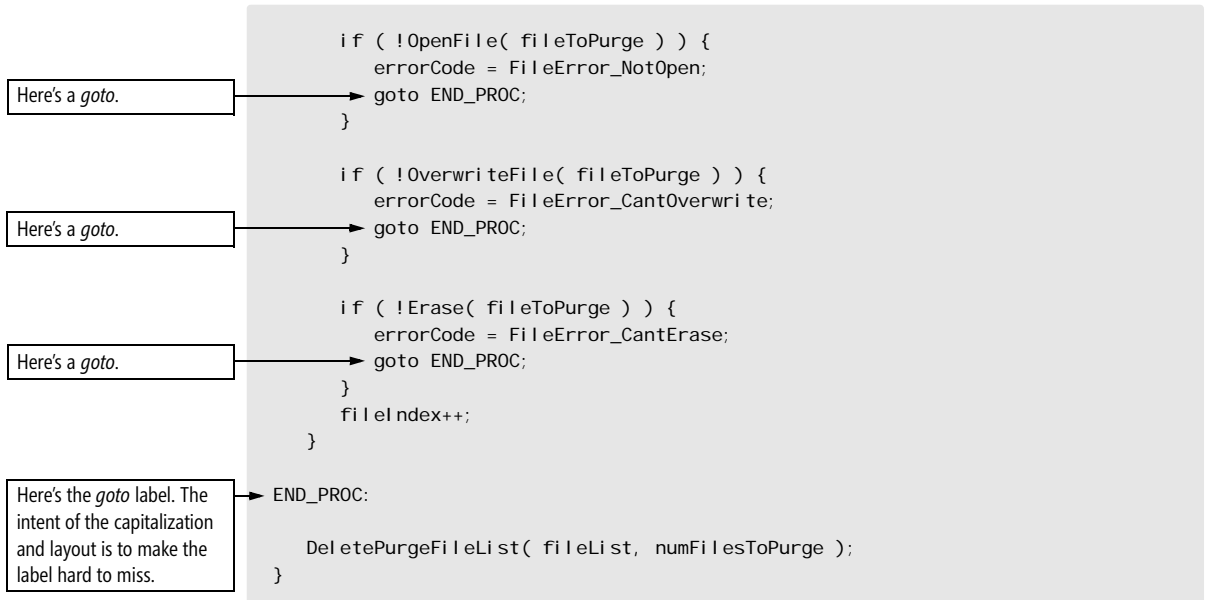 if ( !OpenFile( fileToPurge ) ) {
errorCode = FileError_NotOpen;
Here's a goto.
goto END_PROC;
}
if ( !OverwriteFile( fileToPurge ) ) {
errorCode = FileError_CantOverwrite;
Here's a goto.
goto END_PROC;
}
if ( !Erase( fileToPurge ) ) {
errorCode = FileError_CantErase;
Here's a goto.
goto END_PROC;
}
fileIndex++;
}
Here's the goto label. The
intent of the capitalization
and layout is to make the
label hard to miss.
END_PROC:
DeletePurgeFileList( fileList, numFilesToPurge );
}